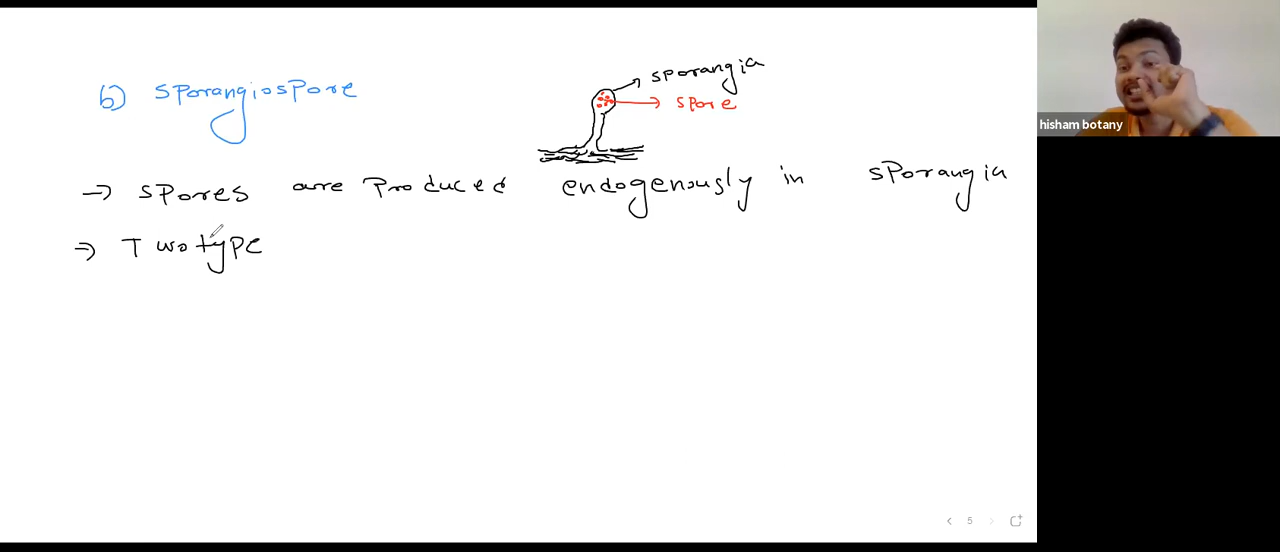 b) Sporangiospore
sporangia
spore
hisham botany
→ Spores are Produced endogenously in sporangia
→ Two type
5